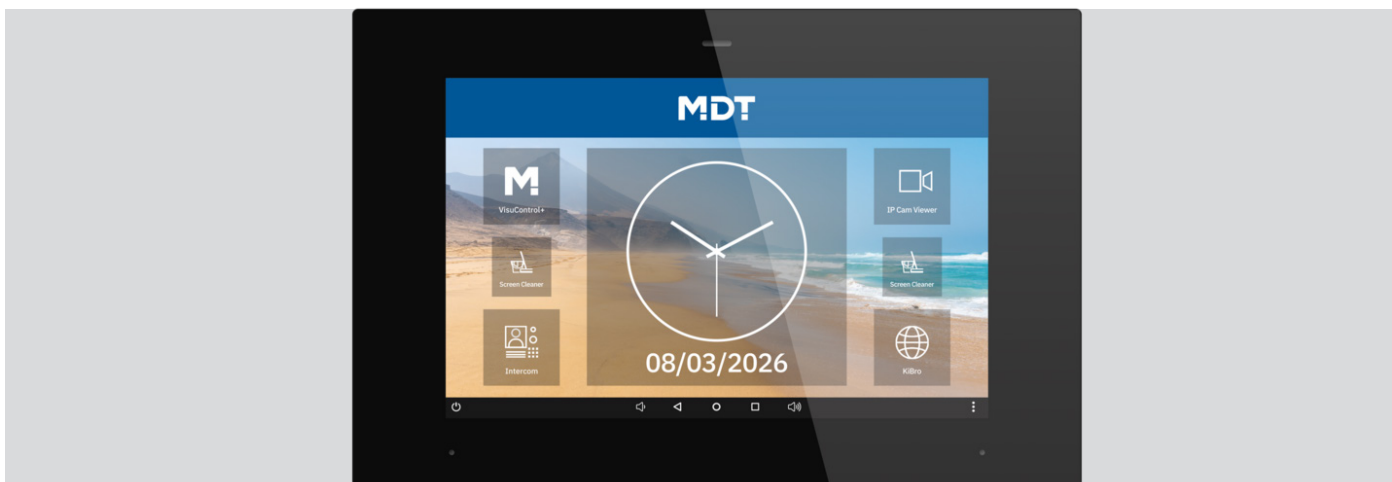 MDT
VisuControl+
IP Cam Viewer
Screen Cleaner
Screen Cleaner
Intercom
08/03/2026
KiBro